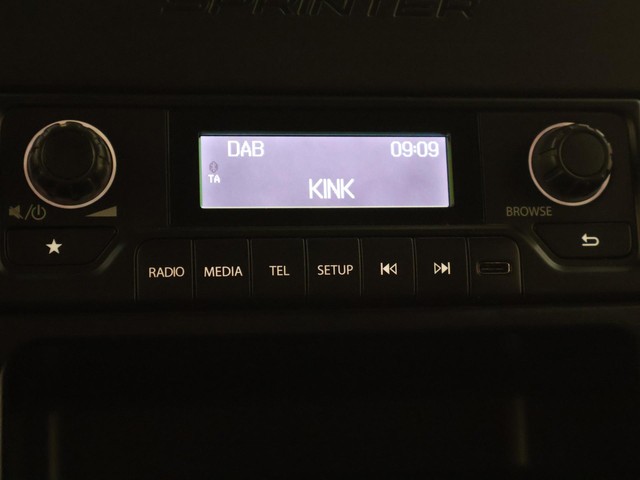 SPRINTER
DAB 09:09
TA
KINK
BROWSE
RADIO MEDIA TEL SETUP